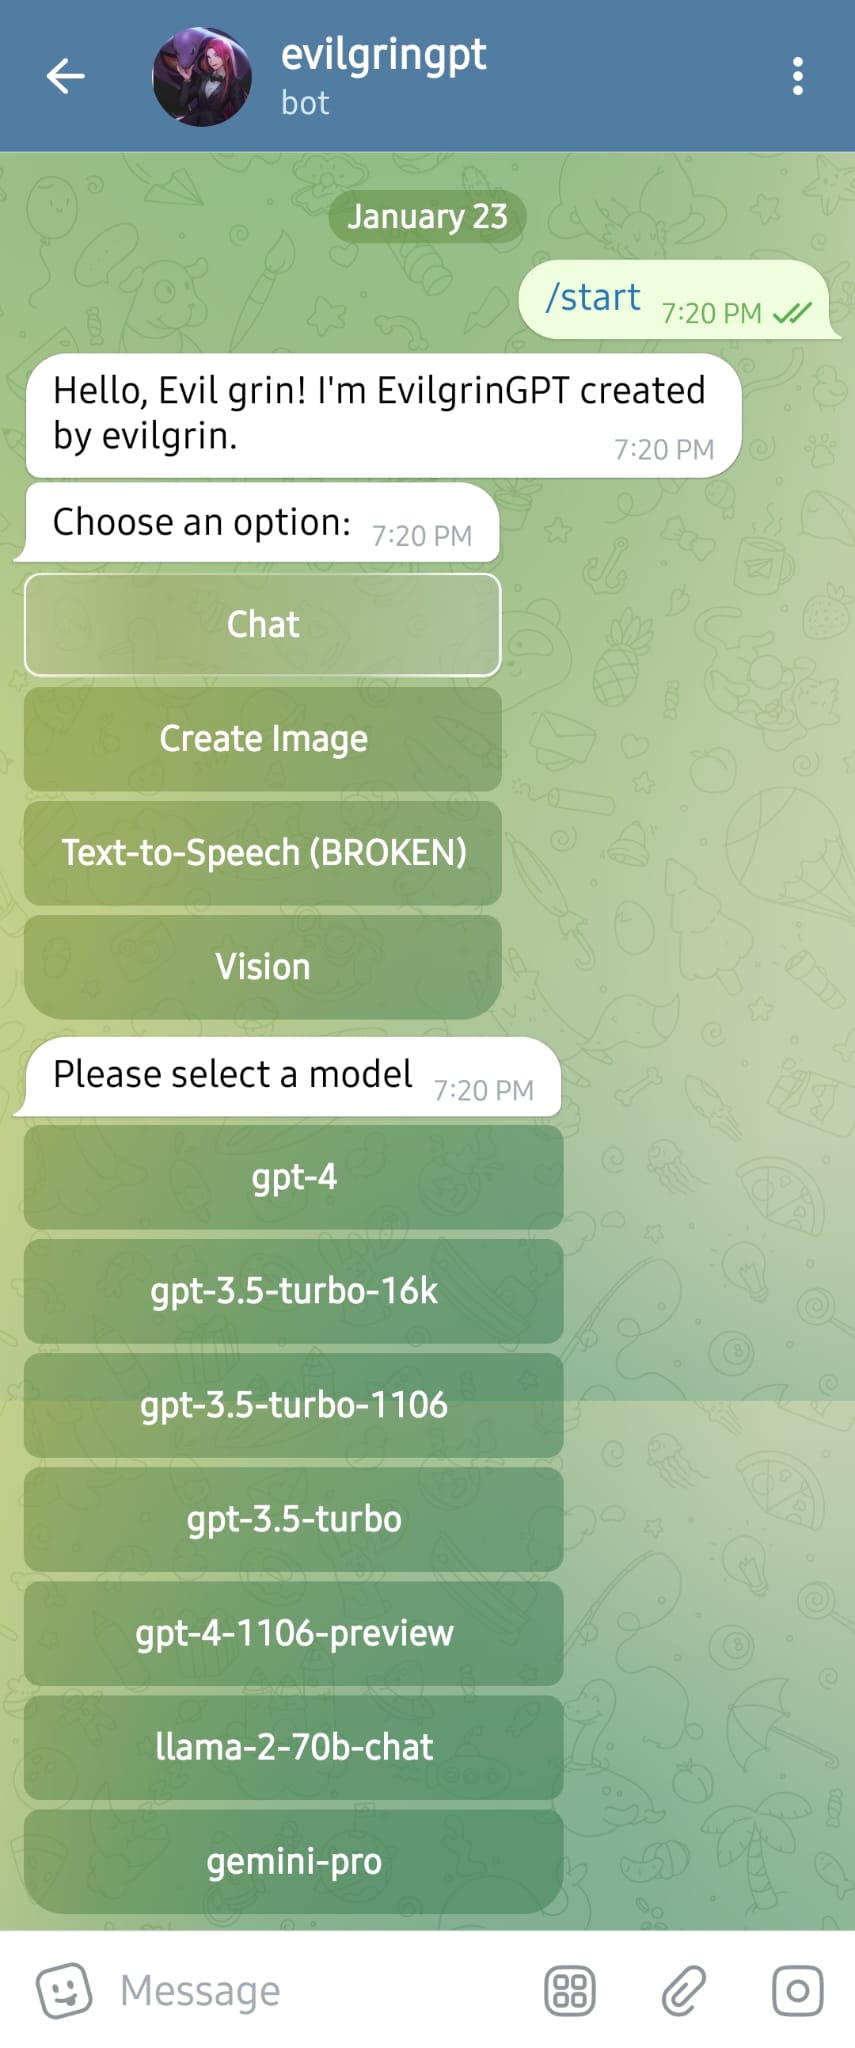 evilgringpt
bot
January 23
/start 7:20 PM
Hello, Evil grin! I'm EvilgrinGPT created
by evilgrin.
7:20 PM
Choose an option: 7:20 PM
Chat
Create Image
Text-to-Speech (BROKEN)
Vision
Please select a model 7:20 PM
gpt-4
gpt-3.5-turbo-16k
gpt-3.5-turbo-1106
gpt-3.5-turbo
gpt-4-1106-preview
llama-2-70b-chat
gemini-pro
Message